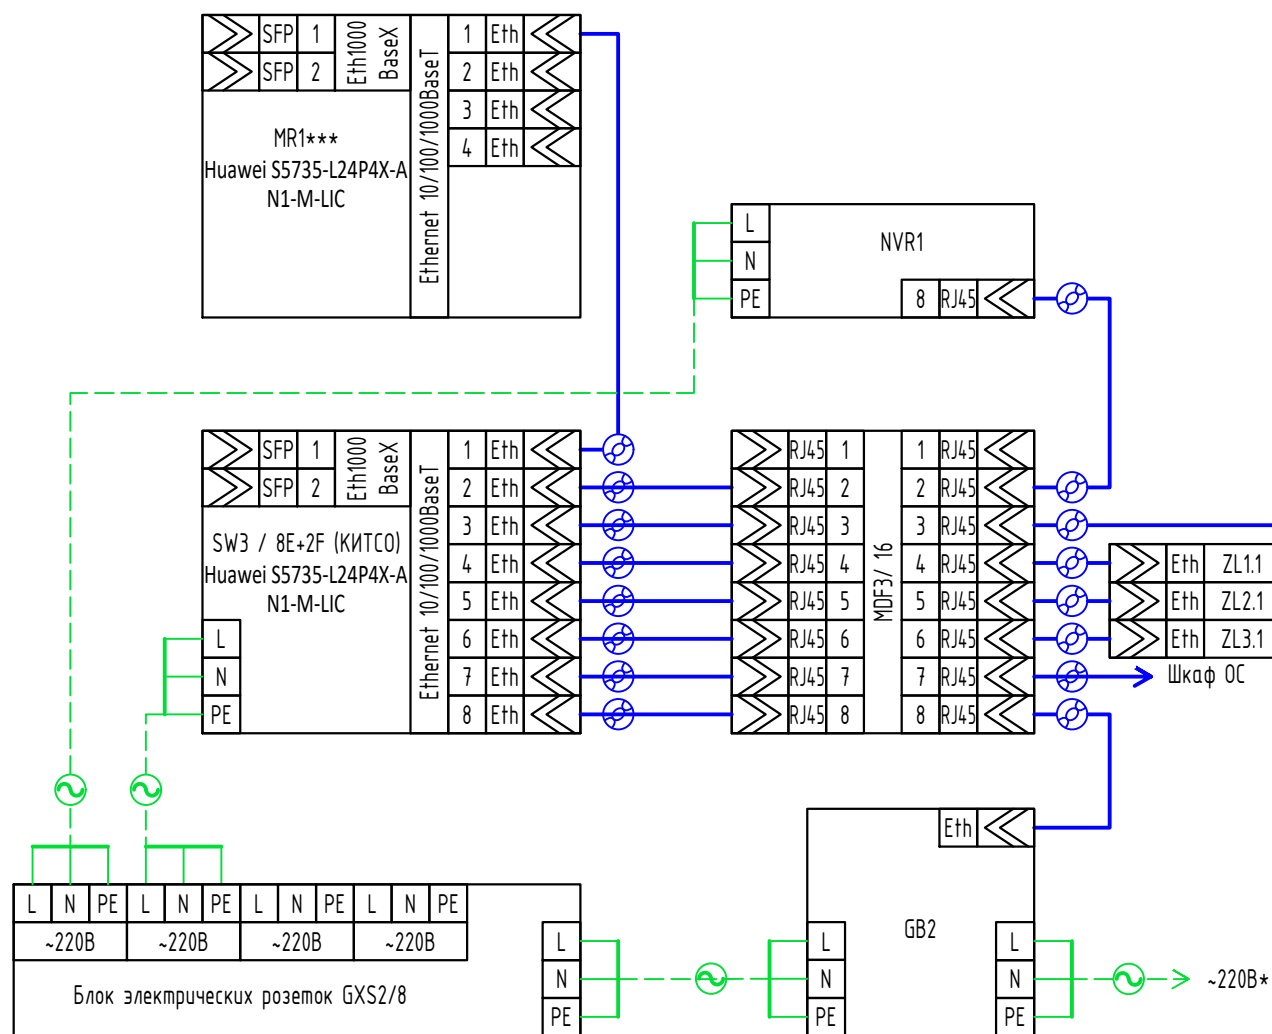 SFP 1
SFP 2
Eth1000
BaseX
Ethernet 10/100/1000BaseT
1 Eth
2 Eth
3 Eth
4 Eth
MR1***
Huawei S5735-L24P4X-A
N1-M-LIC
L
N
PE
NVR1
8 RJ45
SFP 1
SFP 2
Eth1000
BaseX
Ethernet 10/100/1000BaseT
1 Eth
2 Eth
3 Eth
4 Eth
5 Eth
6 Eth
7 Eth
8 Eth
SW3 / 8E+2F (КИТСО)
Huawei S5735-L24P4X-A
N1-M-LIC
L
N
PE
RJ45 1
RJ45 2
RJ45 3
RJ45 4
RJ45 5
RJ45 6
RJ45 7
RJ45 8
MDF3/ 16
1 RJ45
2 RJ45
3 RJ45
4 RJ45
5 RJ45
6 RJ45
7 RJ45
8 RJ45
Eth ZL1.1
Eth ZL2.1
Eth ZL3.1
Шкаф ОС
L N PE L N PE L N PE L N PE
~220В ~220В ~220В ~220В
Блок электрических розеток GXS2/8
L
N
PE
Eth
GB2
L
N
PE
L
N
PE
~220В*